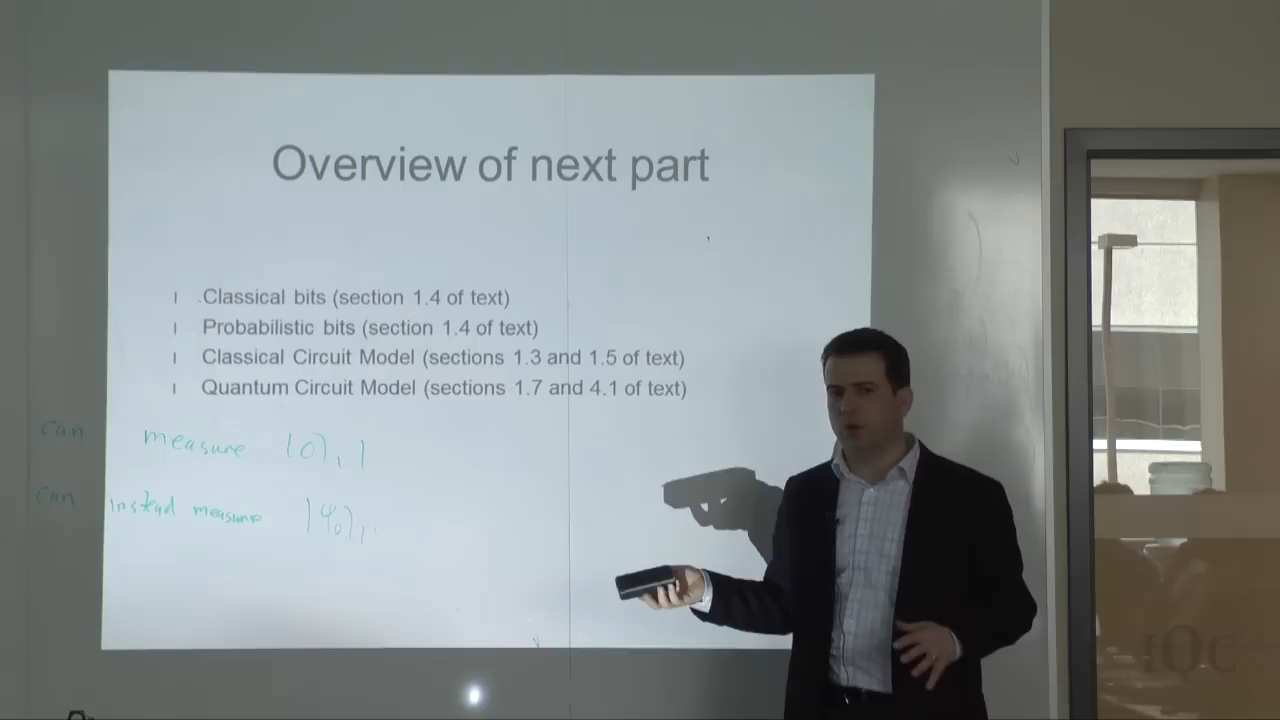 Overview of next part
Classical bits (section 1.4 of text)
Probabilistic bits (section 1.4 of text)
Classical Circuit Model (sections 1.3 and 1.5 of text)
Quantum Circuit Model (sections 1.7 and 4.1 of text)
can measure |0⟩, |
can instead measure |ψ₀⟩, |
IQC